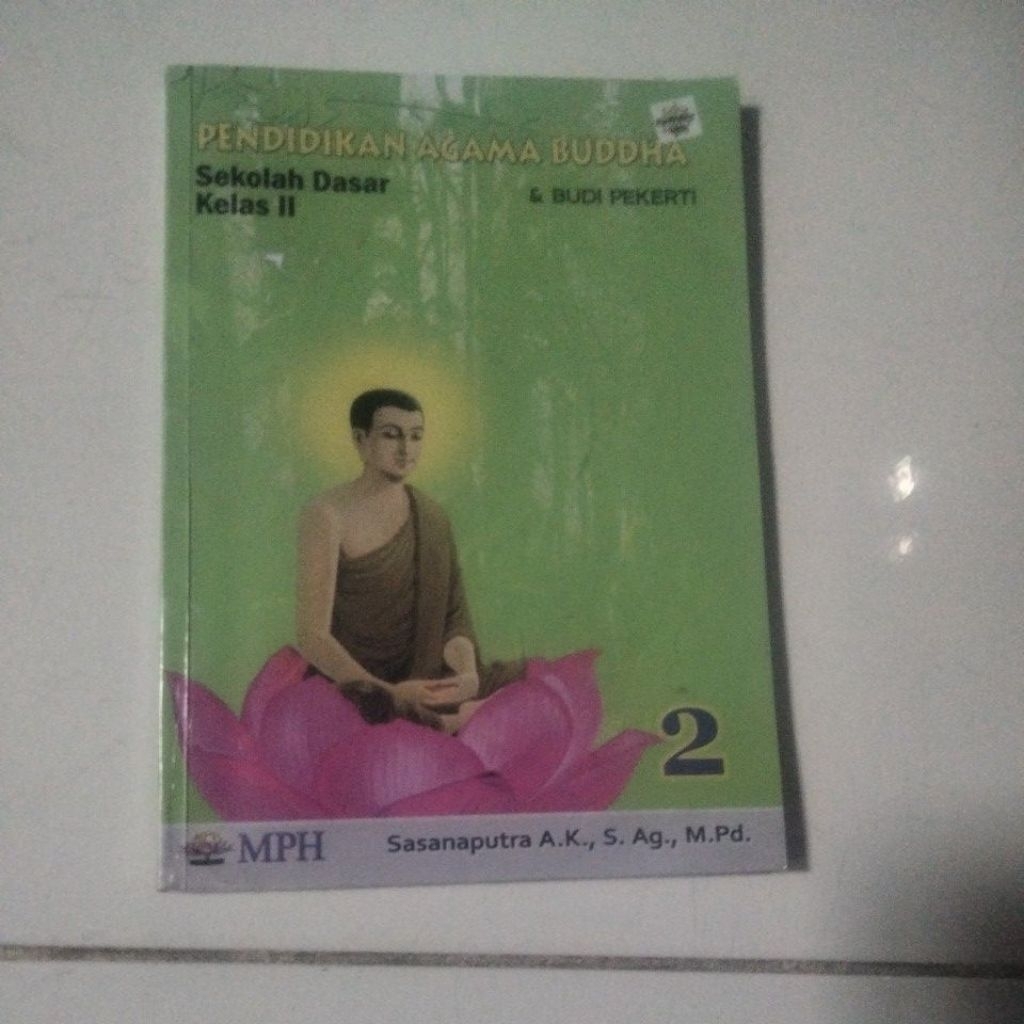 PENDIDIKAN AGAMA BUDDHA
Sekolah Dasar
Kelas II
& BUDI PEKERTI
2
MPH
Sasanaputra A.K., S. Ag., M.Pd.